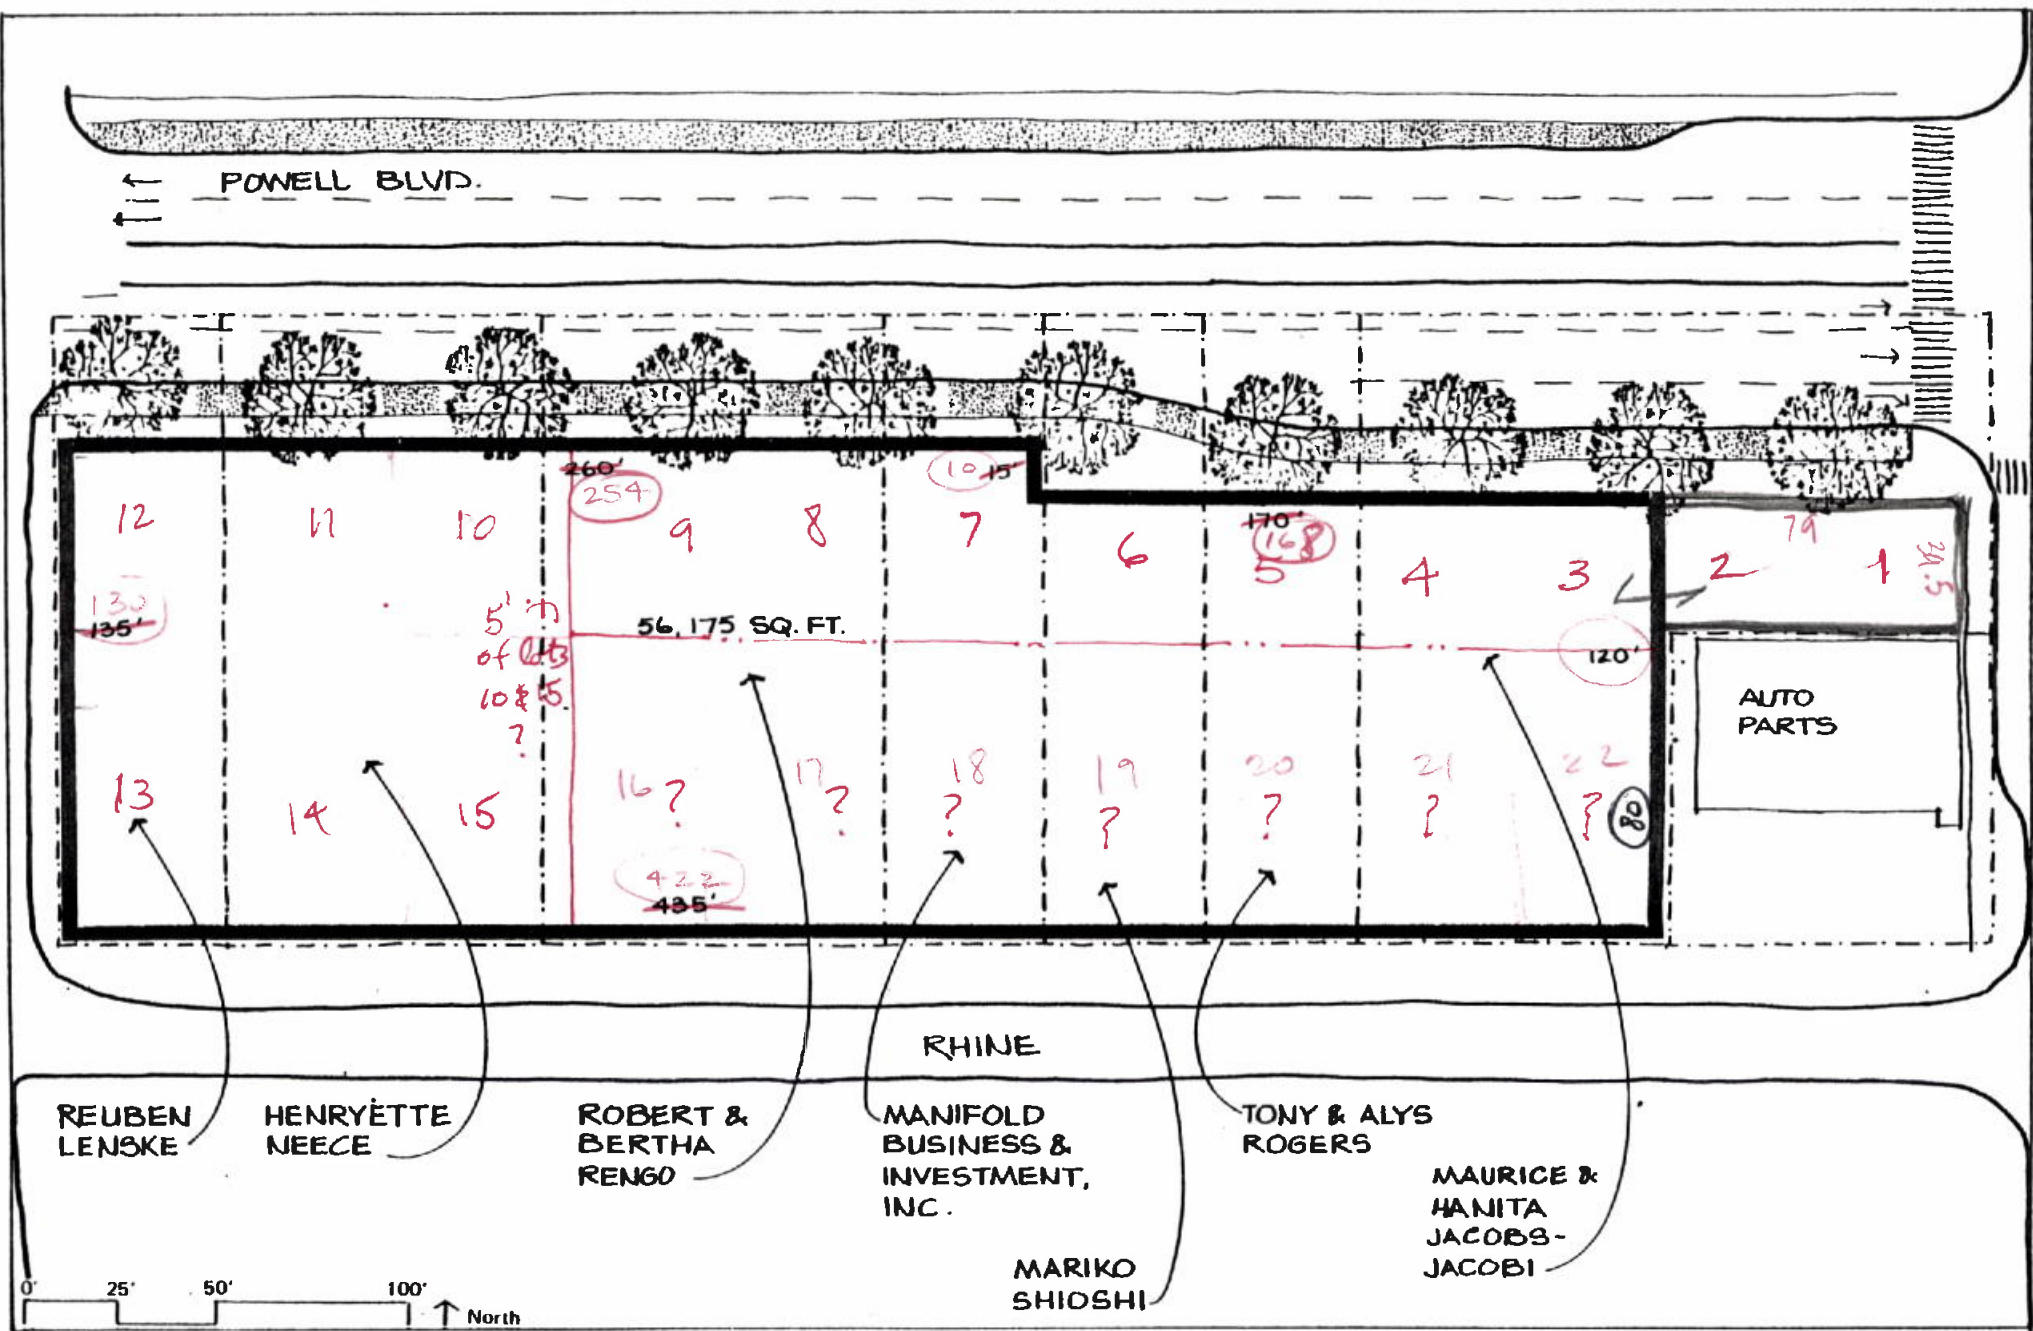 POWELL BLVD.
260'
254
10 15'
12
11
10
9
8
7
6
170'
168
5
4
3
2
79
1
31.5
130
135'
5' in
of lots
10 & 15
?
56,175 SQ. FT.
120'
AUTO
PARTS
13
14
15
16 ?
17 ?
18 ?
19 ?
20 ?
21 ?
22 ?
80
422
435'
RHINE
REUBEN
LENSKE
HENRYETTE
NEECE
ROBERT &
BERTHA
RENGO
MANIFOLD
BUSINESS &
INVESTMENT,
INC.
MARIKO
SHIOSHI
TONY & ALYS
ROGERS
MAURICE &
HANITA
JACOBS-
JACOBI
0' 25' 50' 100'
North